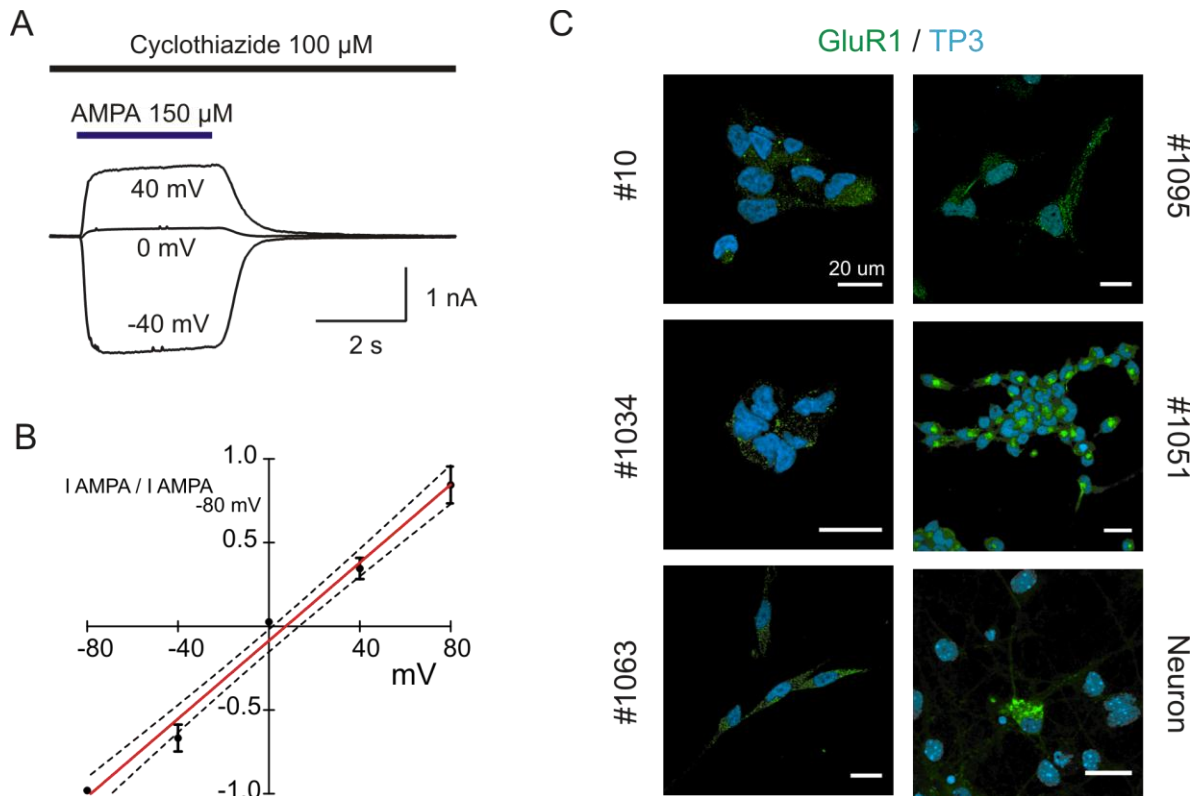 A
Cyclothiazide 100 µM
AMPA 150 µM
40 mV
0 mV
-40 mV
1 nA
2 s
B
I AMPA / I AMPA -80 mV
1.0
0.5
-80
-40
40
80
mV
-0.5
-1.0
C
GluR1 / TP3
#10
20 um
#1095
#1034
#1051
#1063
Neuron